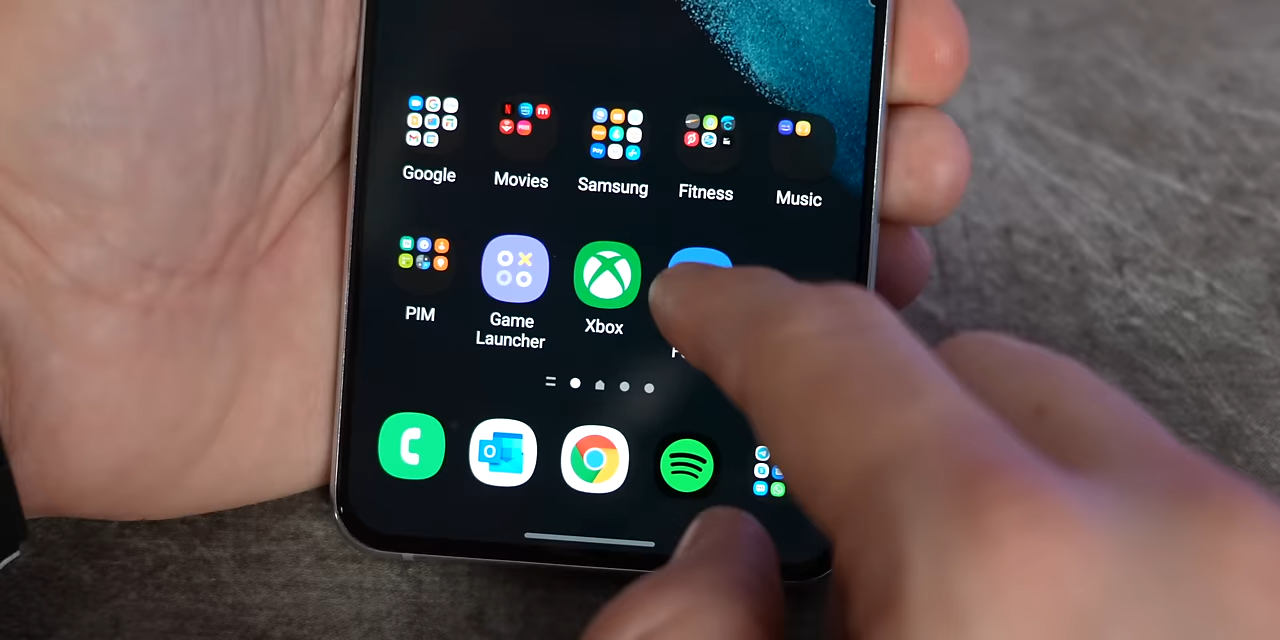 Google
Movies
Samsung
Fitness
Music
PIM
Game
Launcher
Xbox